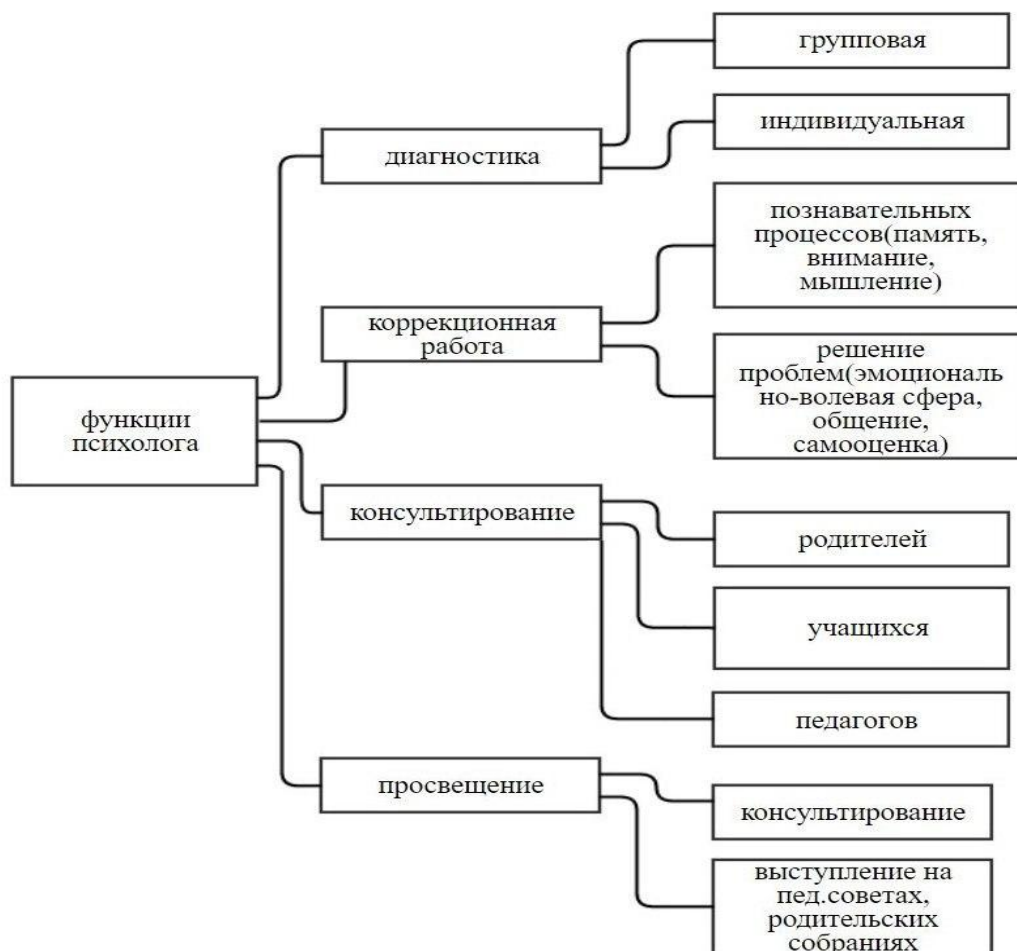 функции
психолога
диагностика
групповая
индивидуальная
коррекционная
работа
познавательных
процессов(память,
внимание,
мышление)
решение
проблем(эмоциональ
но-волевая сфера,
общение,
самооценка)
консультирование
родителей
учащихся
педагогов
просвещение
консультирование
выступление на
пед.советах,
родительских
собраниях